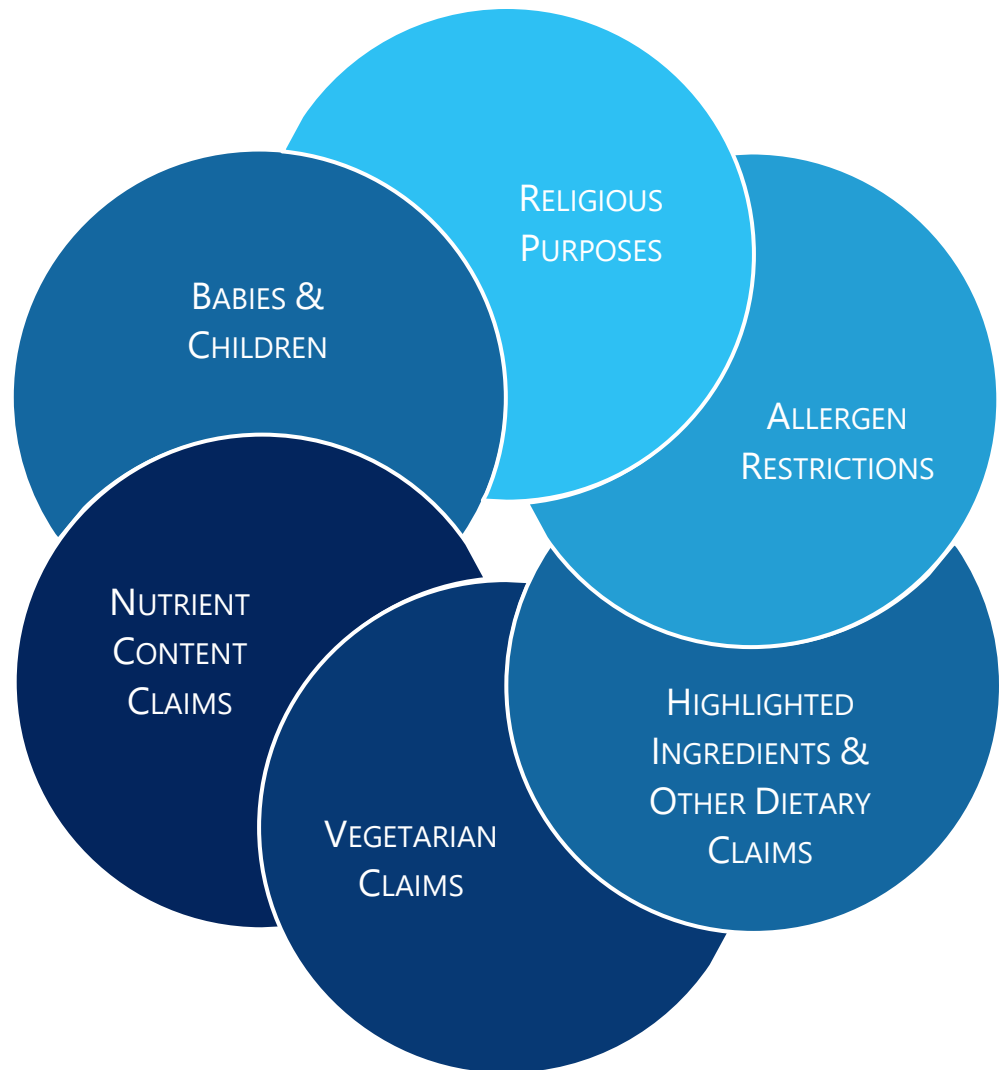 Religious
Purposes
Babies &
Children
Allergen
Restrictions
Nutrient
Content
Claims
Highlighted
Ingredients &
Other Dietary
Claims
Vegetarian
Claims